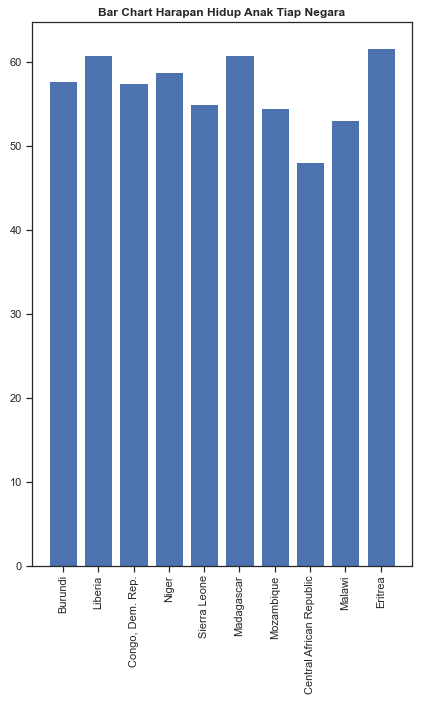 Bar Chart Harapan Hidup Anak Tiap Negara
60
50
40
30
20
10
0
Burundi
Liberia
Congo, Dem. Rep.
Niger
Sierra Leone
Madagascar
Mozambique
Central African Republic
Malawi
Eritrea